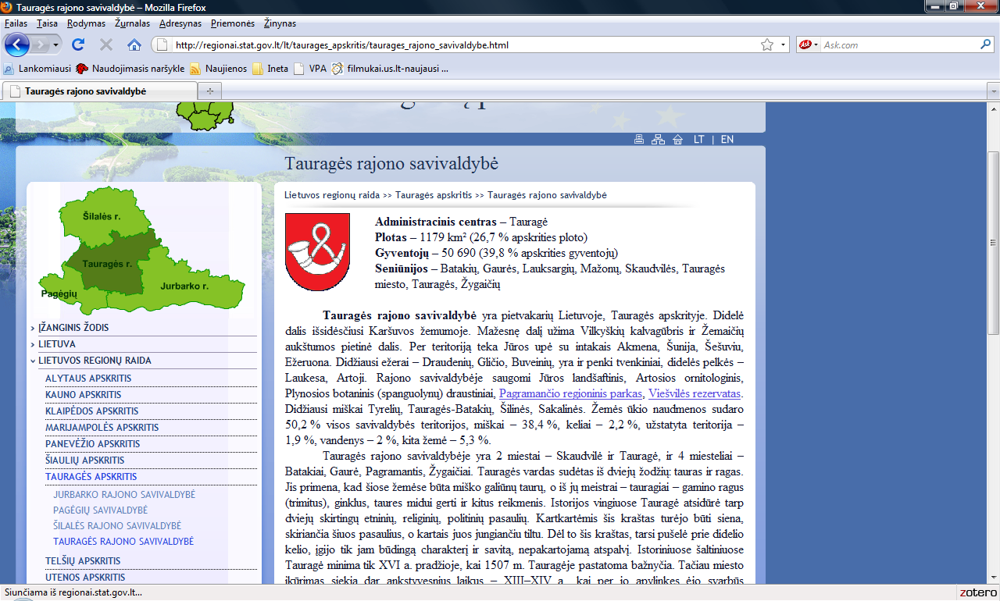 Tauragės rajono savivaldybė – Mozilla Firefox
Failas Taisa Rodymas Žurnalas Adresynas Priemonės Žinynas
http://regionai.stat.gov.lt/lt/taurages_apskritis/taurages_rajono_savivaldybe.html
Ask Ask.com
Lankomiausi Naudojimasis naršykle Naujienos Ineta VPA filmukai.us.lt-naujausi ...
Tauragės rajono savivaldybė
LT | EN
Tauragės rajono savivaldybė
Šilalės r.
Tauragės r.
Pagėgių
Jurbarko r.
ĮŽANGINIS ŽODIS
LIETUVA
LIETUVOS REGIONŲ RAIDA
ALYTAUS APSKRITIS
KAUNO APSKRITIS
KLAIPĖDOS APSKRITIS
MARIJAMPOLĖS APSKRITIS
PANEVĖŽIO APSKRITIS
ŠIAULIŲ APSKRITIS
TAURAGĖS APSKRITIS
JURBARKO RAJONO SAVIVALDYBĖ
PAGĖGIŲ SAVIVALDYBĖ
ŠILALĖS RAJONO SAVIVALDYBĖ
TAURAGĖS RAJONO SAVIVALDYBĖ
TELŠIŲ APSKRITIS
UTENOS APSKRITIS
Lietuvos regionų raida >> Tauragės apskritis >> Tauragės rajono savivaldybė
Administracinis centras – Tauragė
Plotas – 1179 km² (26,7 % apskrities ploto)
Gyventojų – 50 690 (39,8 % apskrities gyventojų)
Seniūnijos – Batakių, Gaurės, Lauksargių, Mažonų, Skaudvilės, Tauragės
miesto, Tauragės, Žygaičių
Tauragės rajono savivaldybė yra pietvakarių Lietuvoje, Tauragės apskrityje. Didelė
dalis išsidėsčiusi Karšuvos žemumoje. Mažesnę dalį užima Vilkyškių kalvagūbris ir Žemaičių
aukštumos pietinė dalis. Per teritoriją teka Jūros upė su intakais Akmena, Šunija, Šešuviu,
Ežeruona. Didžiausi ežerai – Draudenių, Gličio, Buveinių, yra ir penki tvenkiniai, didelės pelkės –
Laukesa, Artoji. Rajono savivaldybėje saugomi Jūros landšaftinis, Artosios ornitologinis,
Plynosios botaninis (spanguolynų) draustiniai, Pagramančio regioninis parkas, Viešvilės rezervatas.
Didžiausi miškai Tyrelių, Tauragės-Batakių, Šilinės, Sakalinės. Žemės ūkio naudmenos sudaro
50,2 % visos savivaldybės teritorijos, miškai – 38,4 %, keliai – 2,2 %, užstatyta teritorija –
1,9 %, vandenys – 2 %, kita žemė – 5,3 %.
Tauragės rajono savivaldybėje yra 2 miestai – Skaudvilė ir Tauragė, ir 4 miesteliai –
Batakiai, Gaurė, Pagramantis, Žygaičiai. Tauragės vardas sudėtas iš dviejų žodžių: tauras ir ragas.
Jis primena, kad šiose žemėse būta miško galiūnų taurų, o iš jų meistrai – tauragiai – gamino ragus
(trimitus), ginklus, taures midui gerti ir kitus reikmenis. Istorijos vingiuose Tauragė atsidūrė tarp
dviejų skirtingų etninių, religinių, politinių pasaulių. Kartkartėmis šis kraštas turėjo būti siena,
skiriančia šiuos pasaulius, o kartais juos jungiančiu tiltu. Dėl to šis kraštas, tarsi pušelė prie didelio
kelio, įgijo tik jam būdingą charakterį ir savitą, nepakartojamą atspalvį. Istoriniuose šaltiniuose
Tauragė minima tik XVI a. pradžioje, kai 1507 m. Tauragėje pastatoma bažnyčia. Tačiau miesto
įkūrimas siekia dar ankstyvesnius laikus – XIII–XIV a., kai per jo apylinkes ėjo svarbūs
Siunčiama iš regionai.stat.gov.lt...
zotero